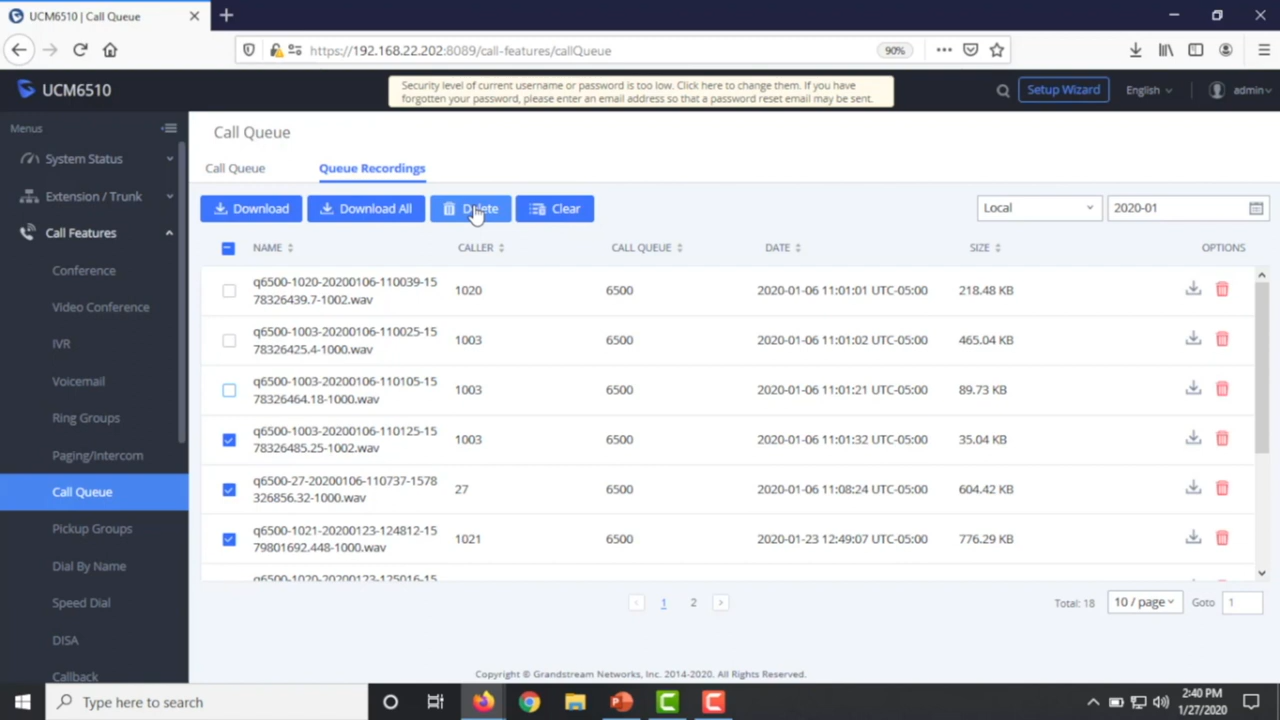 UCM6510 | Call Queue
https://192.168.22.202:8089/call-features/callQueue
90%
UCM6510
Security level of current username or password is too low. Click here to change them. If you have
forgotten your password, please enter an email address so that a password reset email may be sent.
Setup Wizard
English
admin
Menus
System Status
Extension / Trunk
Call Features
Conference
Video Conference
IVR
Voicemail
Ring Groups
Paging/Intercom
Call Queue
Pickup Groups
Dial By Name
Speed Dial
DISA
Callback
Call Queue
Call Queue Queue Recordings
Download Download All Delete Clear Local 2020-01
NAME CALLER CALL QUEUE DATE SIZE OPTIONS
q6500-1020-20200106-110039-15
78326439.7-1002.wav
1020 6500 2020-01-06 11:01:01 UTC-05:00 218.48 KB
q6500-1003-20200106-110025-15
78326425.4-1000.wav
1003 6500 2020-01-06 11:01:02 UTC-05:00 465.04 KB
q6500-1003-20200106-110105-15
78326464.18-1000.wav
1003 6500 2020-01-06 11:01:21 UTC-05:00 89.73 KB
q6500-1003-20200106-110125-15
78326485.25-1002.wav
1003 6500 2020-01-06 11:01:32 UTC-05:00 35.04 KB
q6500-27-20200106-110737-1578
326856.32-1000.wav
27 6500 2020-01-06 11:08:24 UTC-05:00 604.42 KB
q6500-1021-20200123-124812-15
79801692.448-1000.wav
1021 6500 2020-01-23 12:49:07 UTC-05:00 776.29 KB
q6500-1020-20200123-125016-15
1 2 Total: 18 10 / page Goto 1
Copyright © Grandstream Networks, Inc. 2014-2020. All Rights Reserved.
Type here to search
2:40 PM
1/27/2020